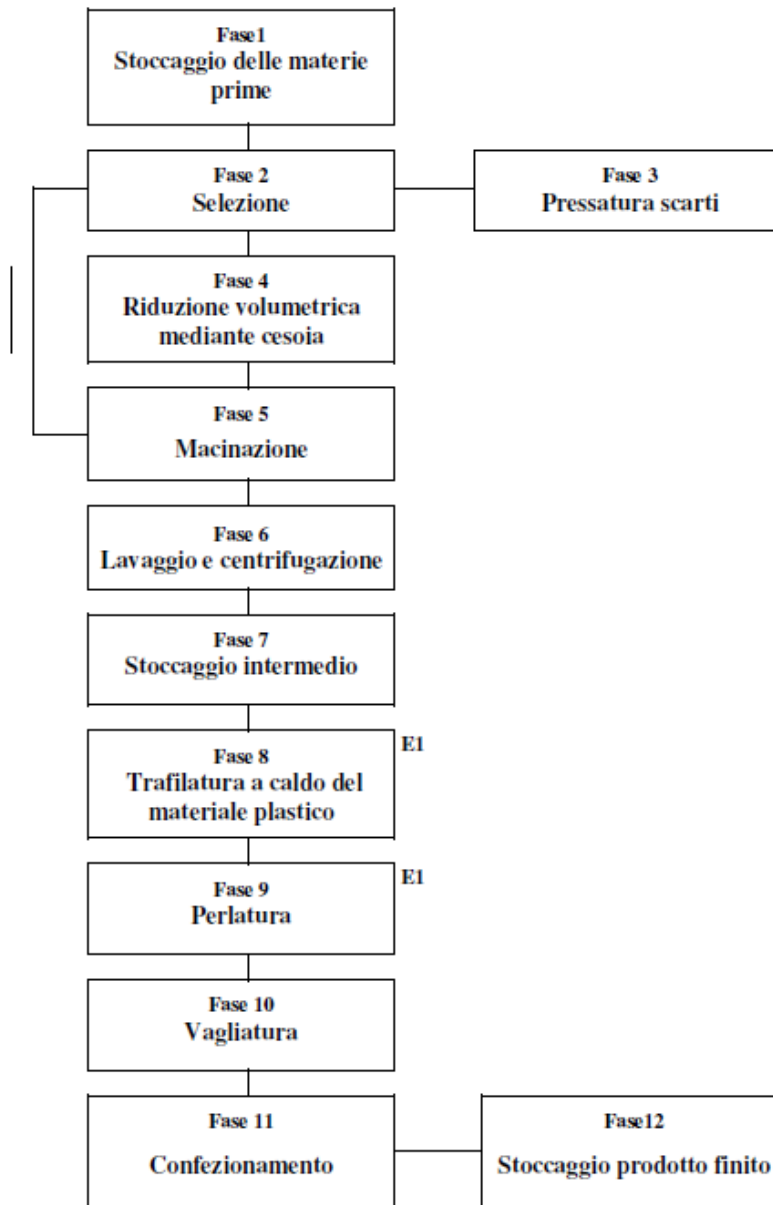 Fase1
Stoccaggio delle materie
prime
Fase 2
Selezione
Fase 3
Pressatura scarti
Fase 4
Riduzione volumetrica
mediante cesoia
Fase 5
Macinazione
Fase 6
Lavaggio e centrifugazione
Fase 7
Stoccaggio intermedio
Fase 8
Trafilatura a caldo del
materiale plastico
E1
Fase 9
Perlatura
E1
Fase 10
Vagliatura
Fase 11
Confezionamento
Fase12
Stoccaggio prodotto finito